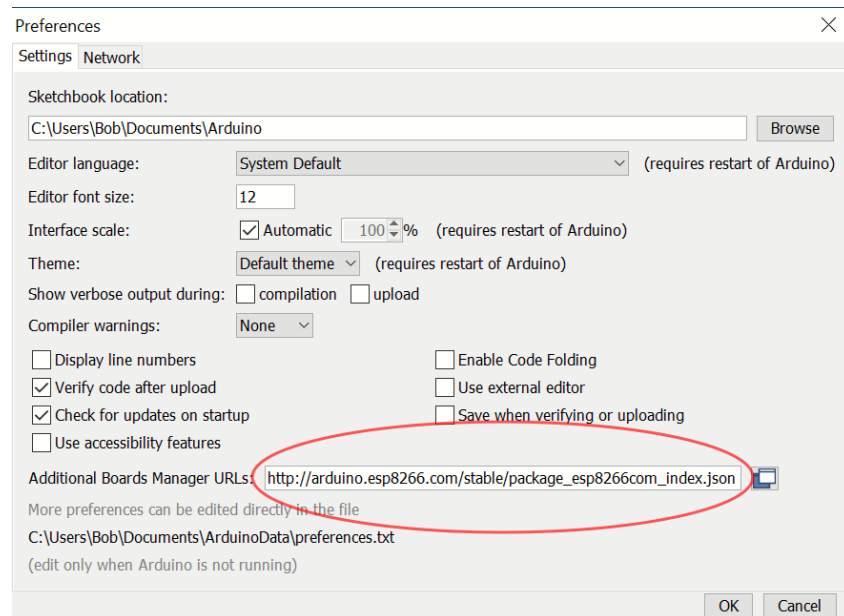 Preferences
Settings Network
Sketchbook location:
C:\Users\Bob\Documents\Arduino Browse
Editor language: System Default (requires restart of Arduino)
Editor font size: 12
Interface scale: Automatic 100 % (requires restart of Arduino)
Theme: Default theme (requires restart of Arduino)
Show verbose output during: compilation upload
Compiler warnings: None
Display line numbers Enable Code Folding
Verify code after upload Use external editor
Check for updates on startup Save when verifying or uploading
Use accessibility features
Additional Boards Manager URLs: http://arduino.esp8266.com/stable/package_esp8266com_index.json
More preferences can be edited directly in the file
C:\Users\Bob\Documents\ArduinoData\preferences.txt
(edit only when Arduino is not running)
OK Cancel